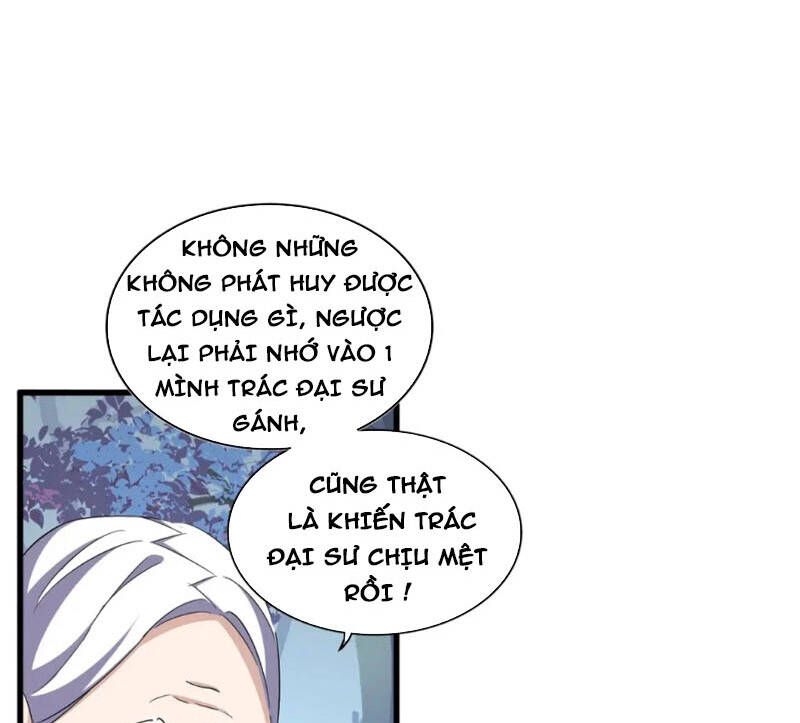 KHÔNG NHỮNG
KHÔNG PHÁT HUY ĐƯỢC
TÁC DỤNG GÌ, NGƯỢC
LẠI PHẢI NHỚ VÀO 1
MÌNH TRÁC ĐẠI SƯ
GÁNH,
CŨNG THẬT
LÀ KHIẾN TRÁC
ĐẠI SƯ CHỊU MỆT
RỒI !